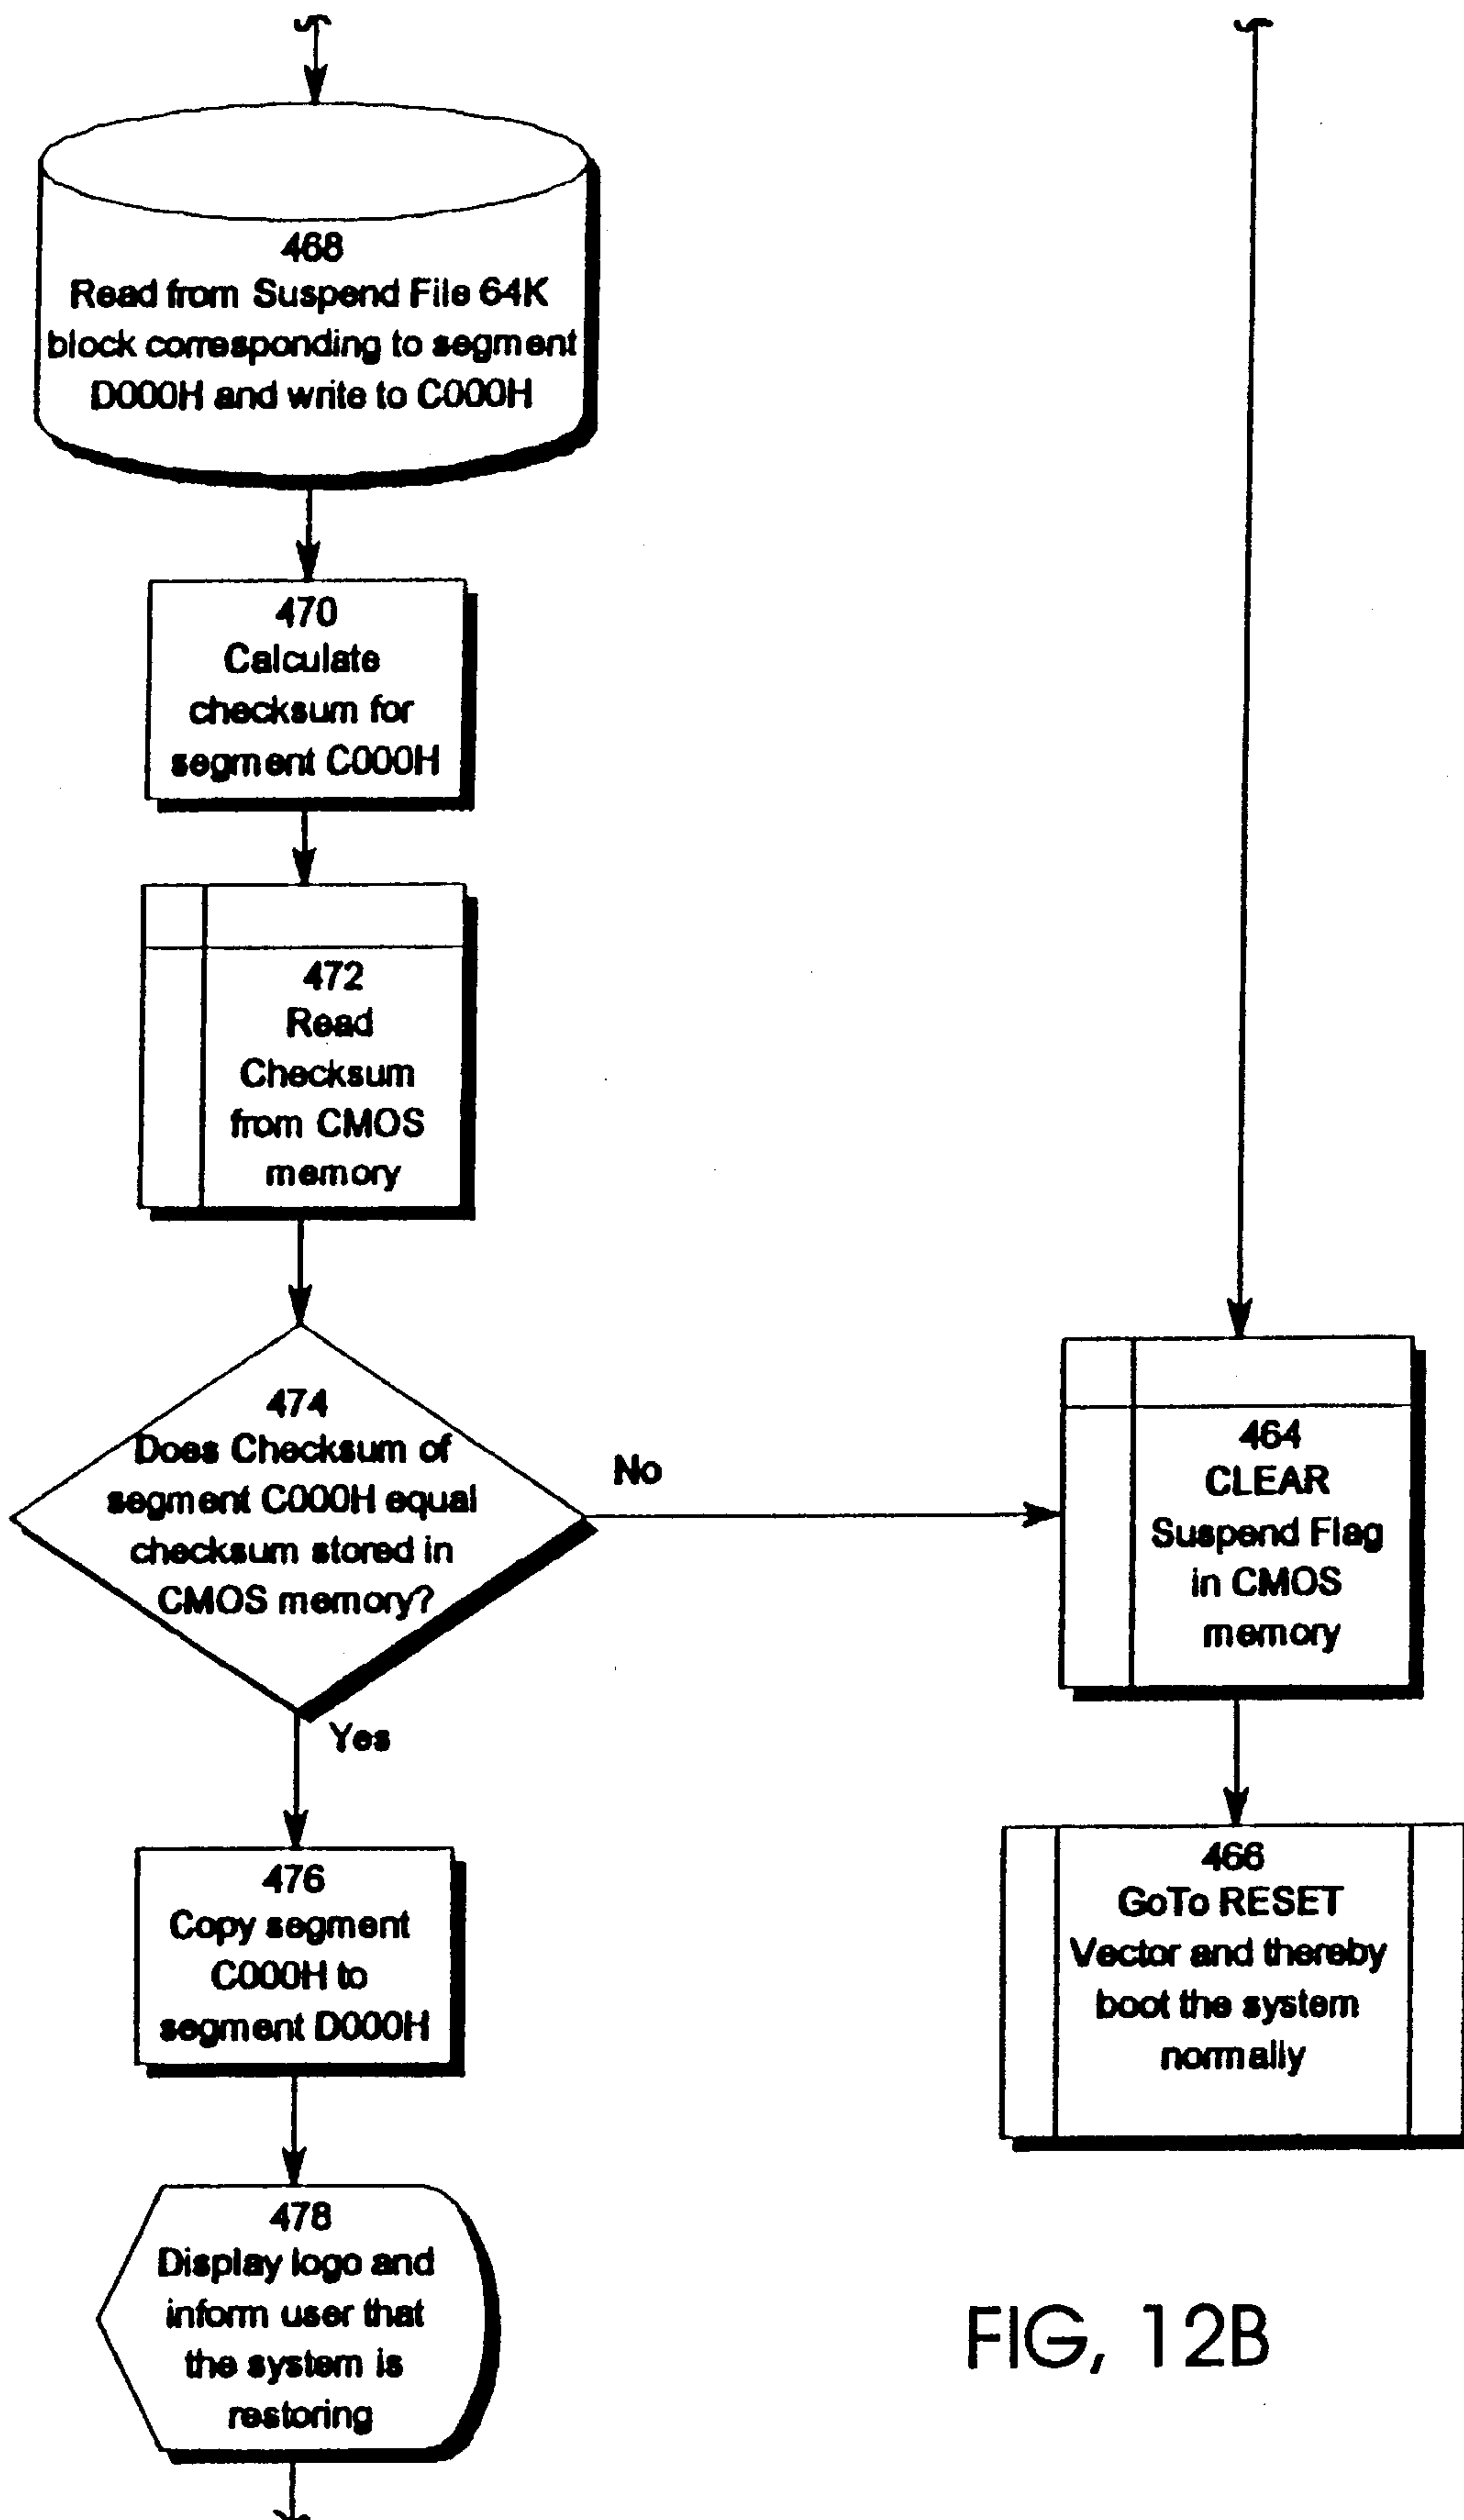 468
Read from Suspend File 64K
block corresponding to segment
D000H and write to C000H
470
Calculate
checksum for
segment C000H
472
Read
Checksum
from CMOS
memory
474
Does Checksum of
segment C000H equal
checksum stored in
CMOS memory?
No
Yes
464
CLEAR
Suspend Flag
in CMOS
memory
466
GoTo RESET
Vector and thereby
boot the system
normally
476
Copy segment
C000H to
segment D000H
478
Display logo and
inform user that
the system is
restoring
FIG, 12B